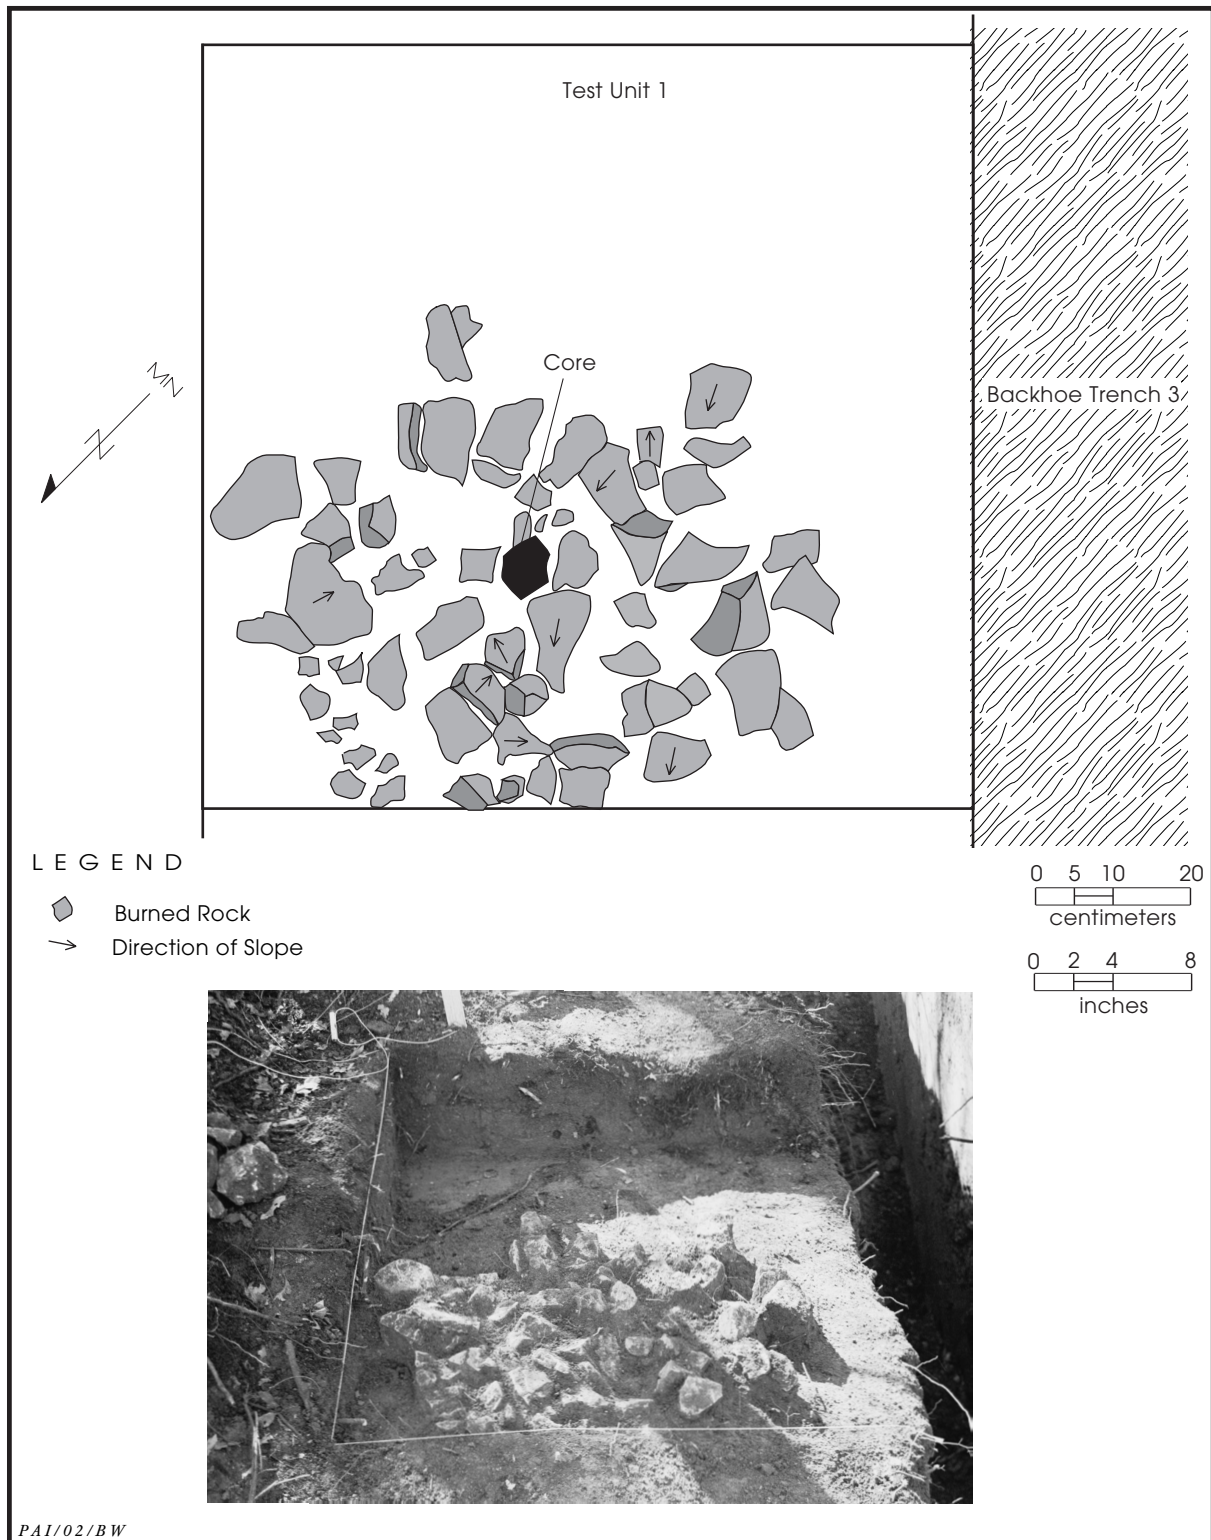 Test Unit 1
Core
MN
Backhoe Trench 3
LEGEND
Burned Rock
Direction of Slope
0 5 10 20
centimeters
0 2 4 8
inches
PAI/02/BW